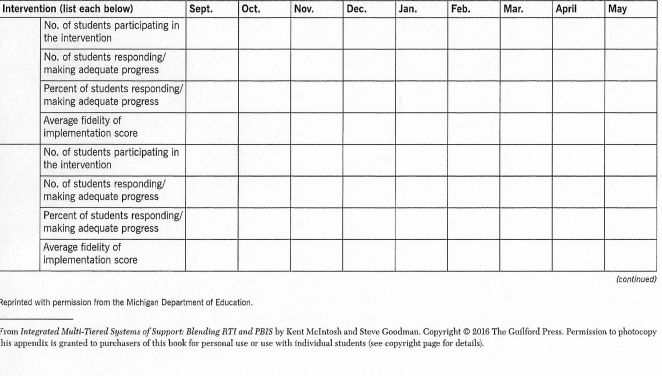 Intervention (list each below) Sept. Oct. Nov. Dec. Jan. Feb. Mar. April May
No. of students participating in
the intervention
No. of students responding/
making adequate progress
Percent of students responding/
making adequate progress
Average fidelity of
implementation score
No. of students participating in
the intervention
No. of students responding/
making adequate progress
Percent of students responding/
making adequate progress
Average fidelity of
implementation score
(continued)
Reprinted with permission from the Michigan Department of Education.
From Integrated Multi-Tiered Systems of Support: Blending RTI and PBIS by Kent McIntosh and Steve Goodman. Copyright © 2016 The Guilford Press. Permission to photocopy
this appendix is granted to purchasers of this book for personal use or use with individual students (see copyright page for details).